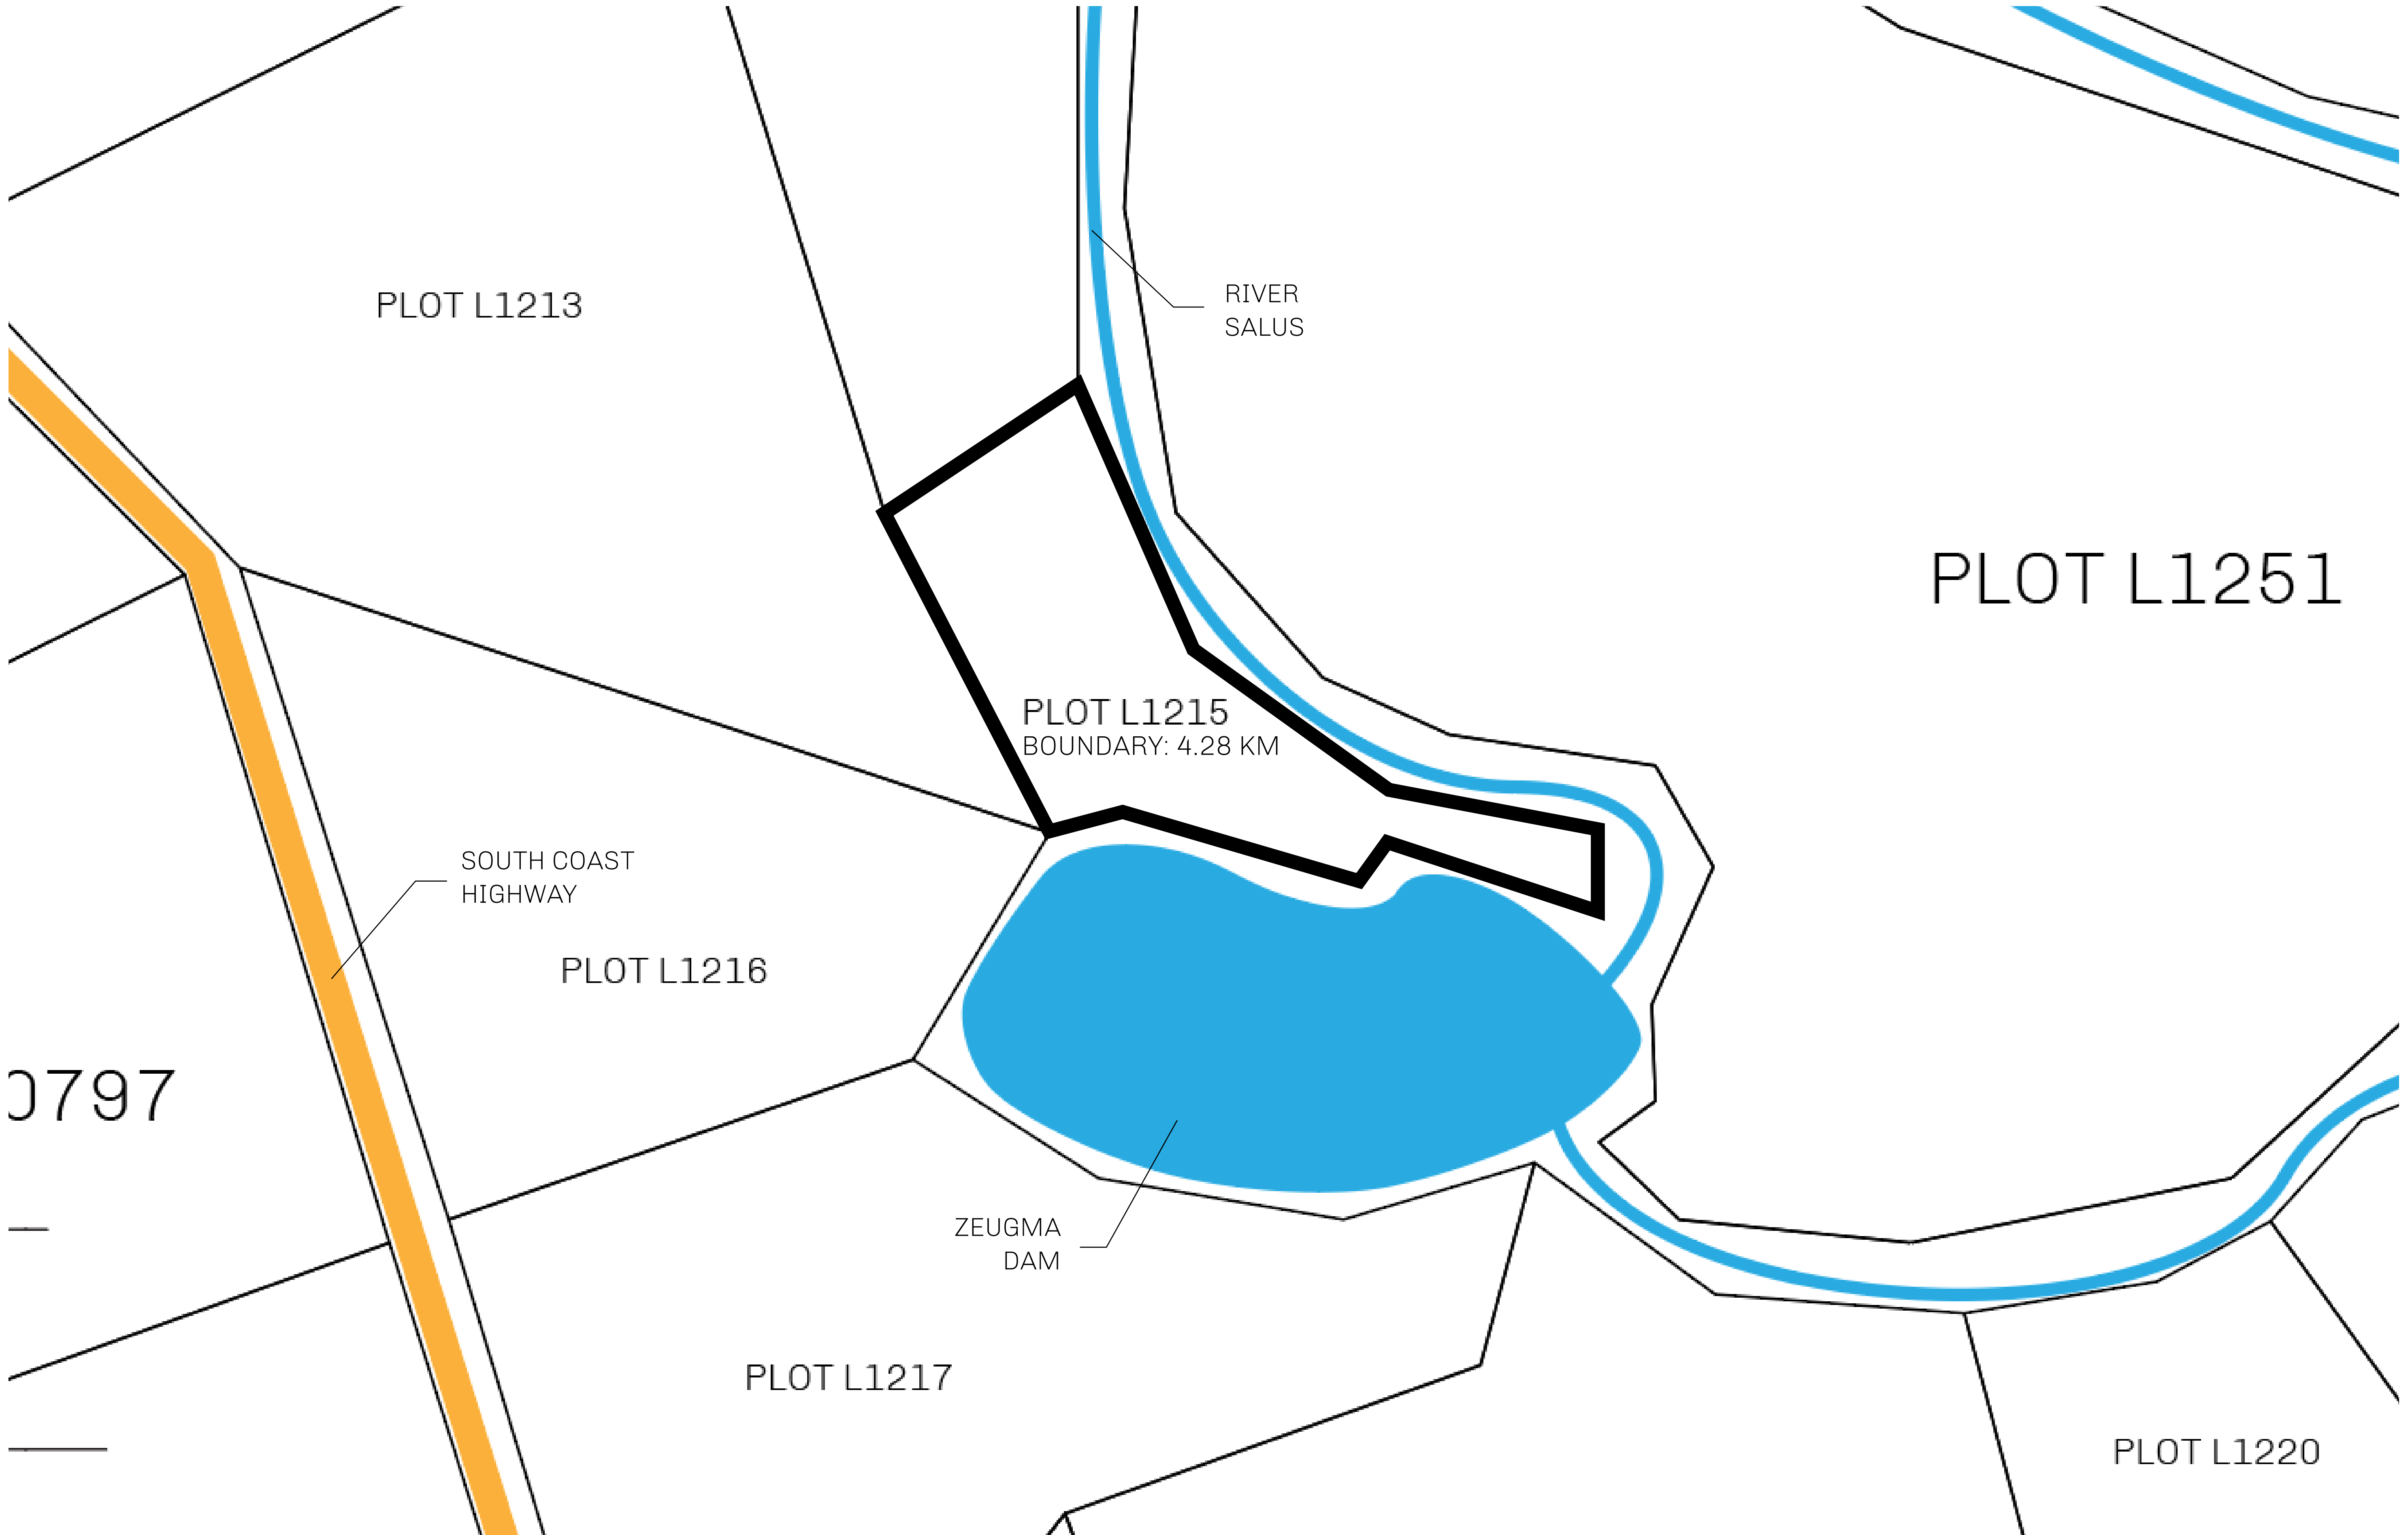 PLOT L1213
RIVER
SALUS
PLOT L1251
PLOT L1215
BOUNDARY: 4.28 KM
SOUTH COAST
HIGHWAY
PLOT L1216
0797
ZEUGMA
DAM
PLOT L1217
PLOT L1220